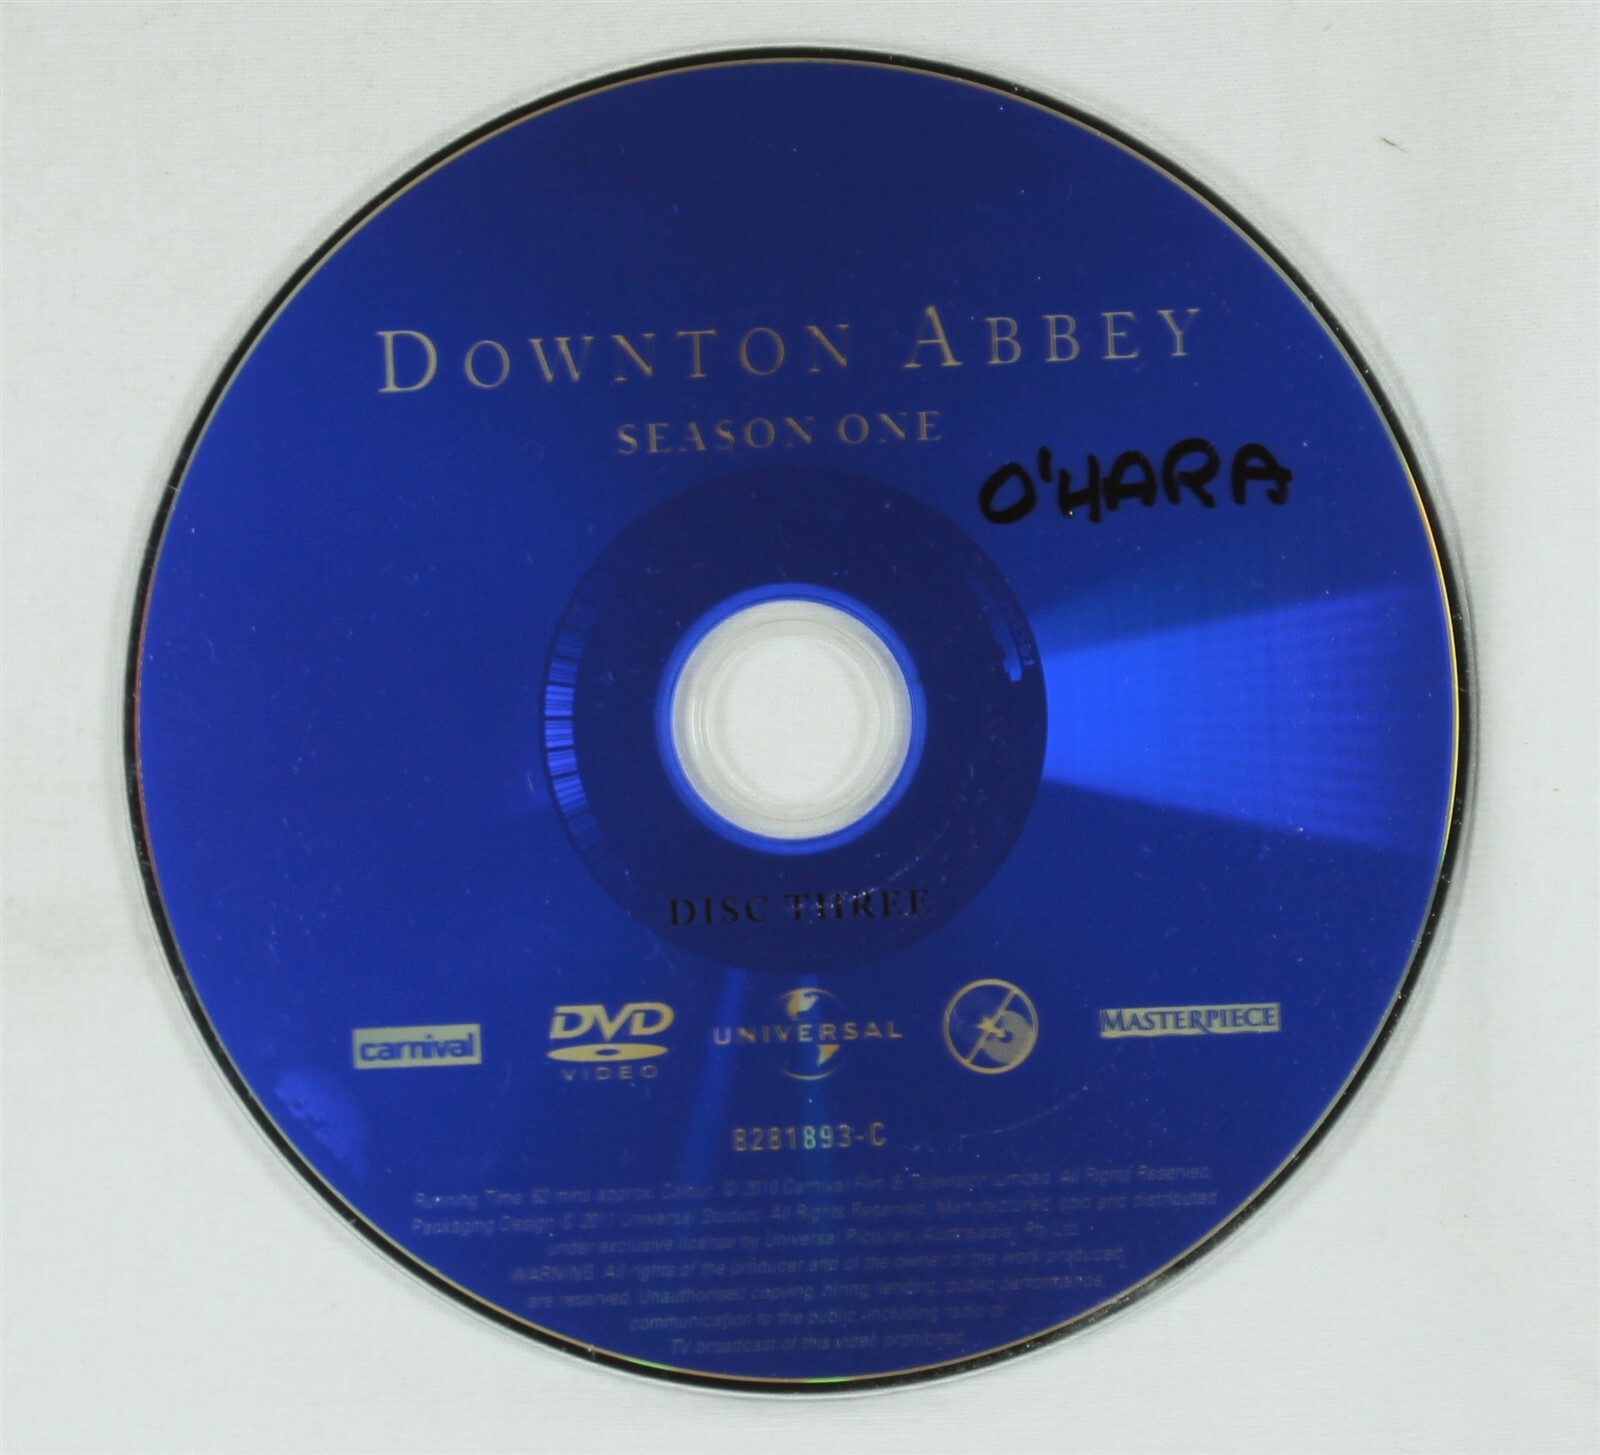 DOWNTON ABBEY
SEASON ONE
O'HARA
DISC THREE
carnival
DVD
VIDEO
UNIVERSAL
MASTERPIECE
8281893-C
Running Time: 60 mins approx. Colour. © 2010 Carnival Film & Television Limited. All Rights Reserved.
Packaging Design © 2011 Universal Studios. All Rights Reserved. Manufactured, sold and distributed
under exclusive license by Universal Pictures (Australasia) Pty Ltd.
WARNING: All rights of the producer and of the owner of the work produced
are reserved. Unauthorised copying, hiring, lending, public performance,
communication to the public including radio or
TV broadcast of this video prohibited.